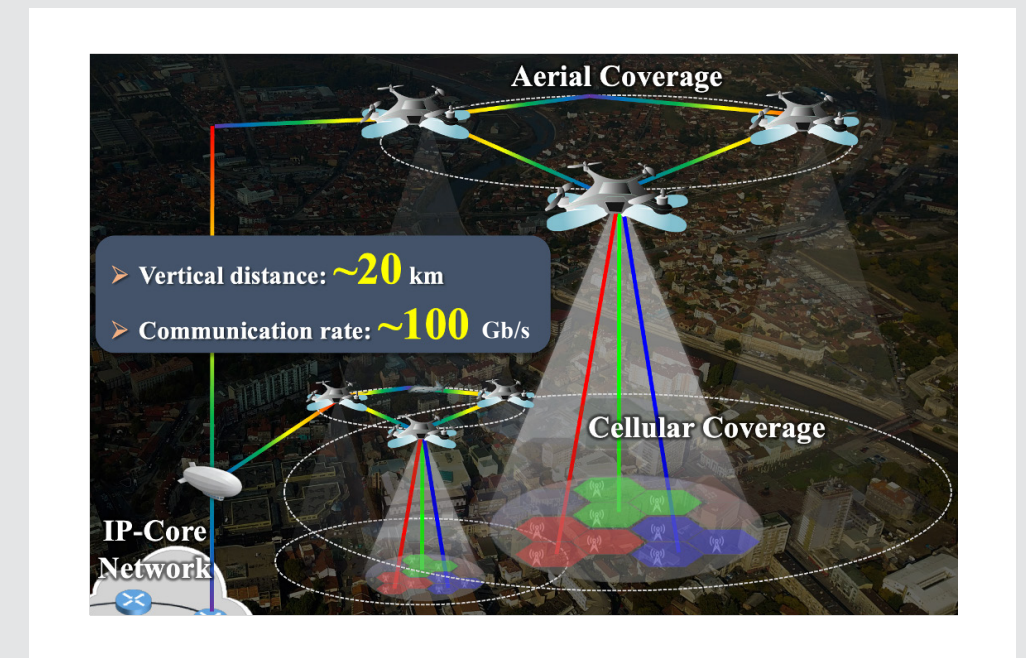 Aerial Coverage
➢ Vertical distance: ~20 km
➢ Communication rate: ~100 Gb/s
Cellular Coverage
IP-Core
Network